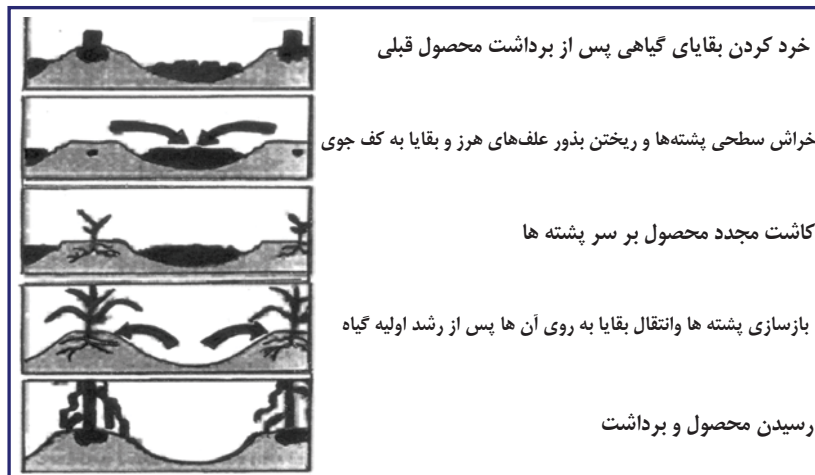 خرد کردن بقایای گیاهی پس از برداشت محصول قبلی
خراش سطحی پشته‌ها و ریختن بذور علف‌های هرز و بقایا به کف جوی
کاشت مجدد محصول بر سر پشته ها
بازسازی پشته ها وانتقال بقایا به روی آن ها پس از رشد اولیه گیاه
رسیدن محصول و برداشت